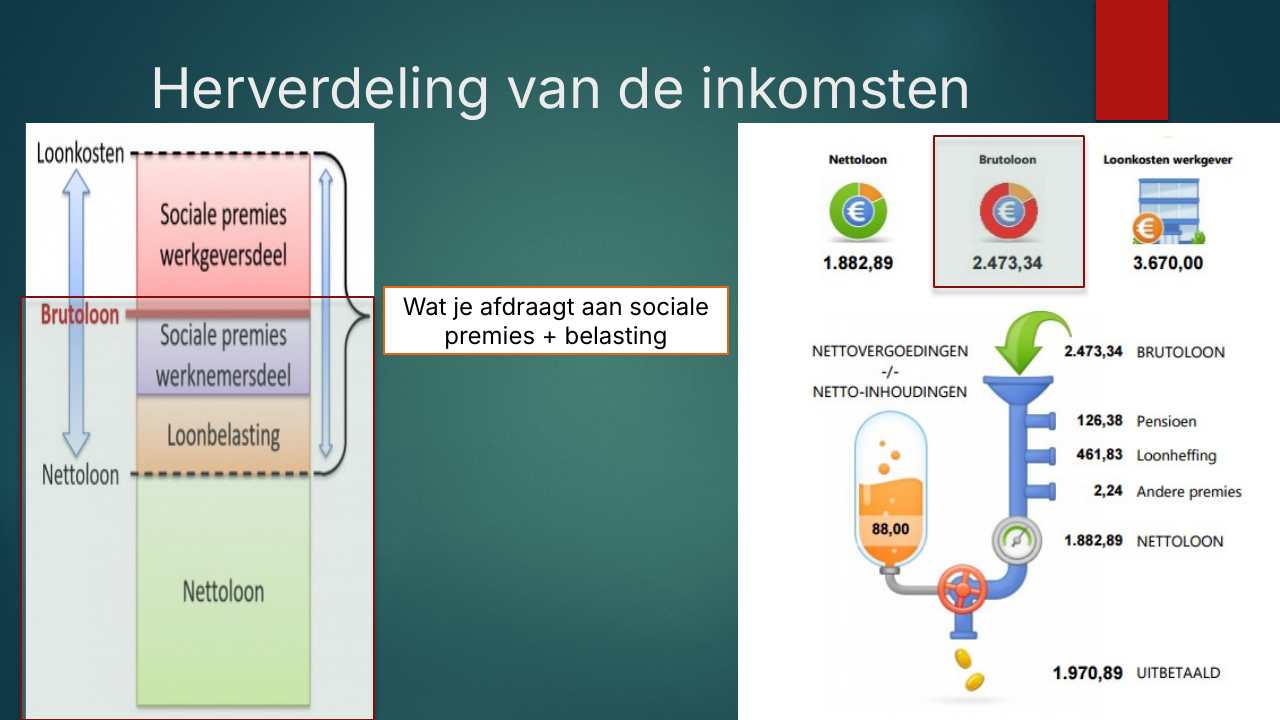 Herverdeling van de inkomsten
Loonkosten
Sociale premies
werkgeversdeel
Brutoloon
Sociale premies
werknemersdeel
Loonbelasting
Nettoloon
Nettoloon
Wat je afdraagt aan sociale
premies + belasting
Nettoloon
Brutoloon
Loonkosten werkgever
€
€
€
1.882,89
2.473,34
3.670,00
NETTOVERGOEDINGEN
-/-
NETTO-INHOUDINGEN
88,00
2.473,34 BRUTOLOON
126,38 Pensioen
461,83 Loonheffing
2,24 Andere premies
1.882,89 NETTOLOON
1.970,89 UITBETAALD